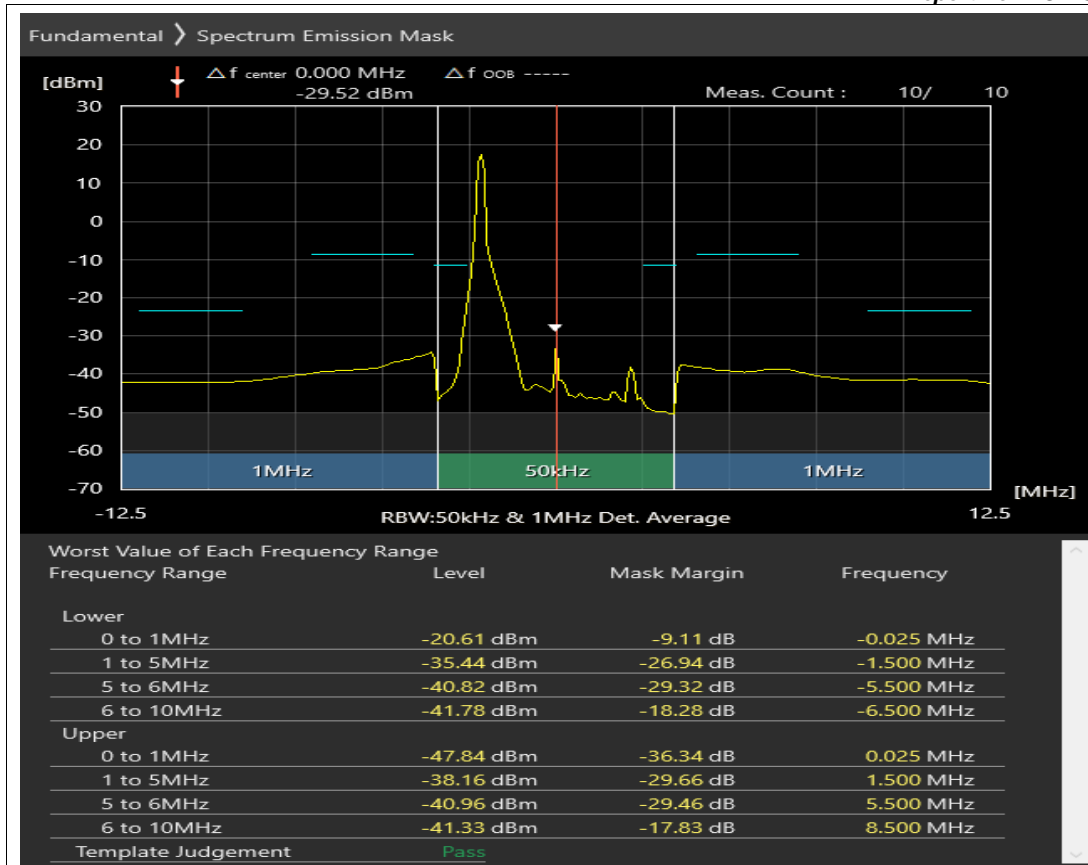 Fundamental 〉 Spectrum Emission Mask
[dBm] △ f center 0.000 MHz △ f OOB -----
-29.52 dBm Meas. Count : 10/ 10
30
20
10
0
-10
-20
-30
-40
-50
-60
1MHz 50kHz 1MHz
-70 [MHz]
-12.5 RBW:50kHz & 1MHz Det. Average 12.5
Worst Value of Each Frequency Range
Frequency Range Level Mask Margin Frequency
Lower
0 to 1MHz -20.61 dBm -9.11 dB -0.025 MHz
1 to 5MHz -35.44 dBm -26.94 dB -1.500 MHz
5 to 6MHz -40.82 dBm -29.32 dB -5.500 MHz
6 to 10MHz -41.78 dBm -18.28 dB -6.500 MHz
Upper
0 to 1MHz -47.84 dBm -36.34 dB 0.025 MHz
1 to 5MHz -38.16 dBm -29.66 dB 1.500 MHz
5 to 6MHz -40.96 dBm -29.46 dB 5.500 MHz
6 to 10MHz -41.33 dBm -17.83 dB 8.500 MHz
Template Judgement Pass